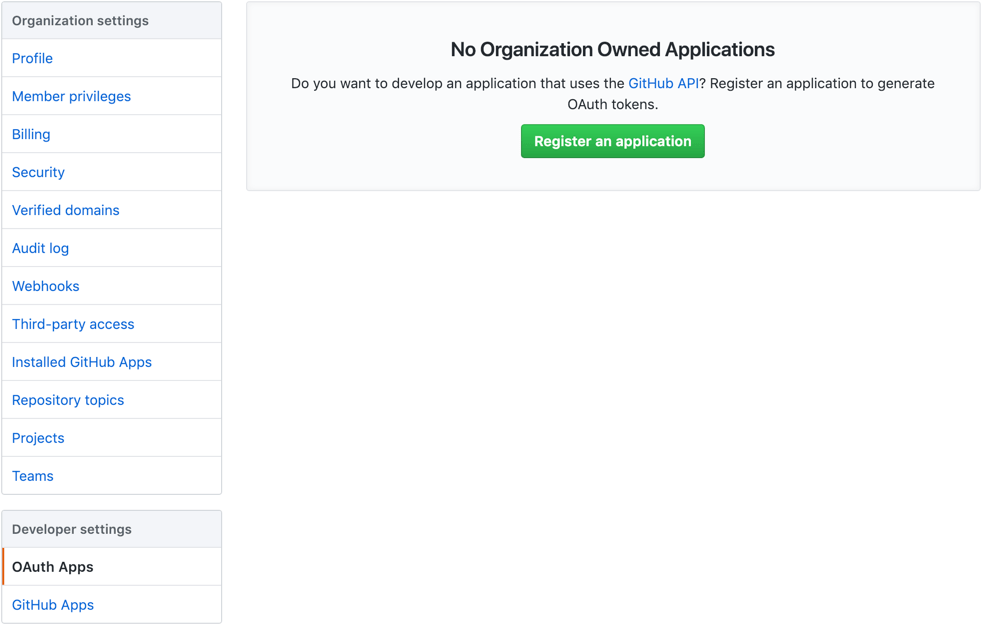 Organization settings
Profile
Member privileges
Billing
Security
Verified domains
Audit log
Webhooks
Third-party access
Installed GitHub Apps
Repository topics
Projects
Teams
Developer settings
OAuth Apps
GitHub Apps
No Organization Owned Applications
Do you want to develop an application that uses the GitHub API? Register an application to generate
OAuth tokens.
Register an application